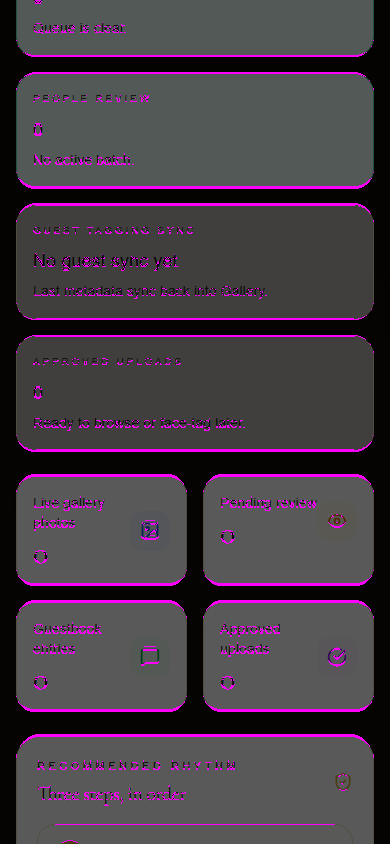 Queue is clear.
PEOPLE REVIEW
0
No active batch.
GUEST TAGGING SYNC
No guest sync yet
Last metadata sync back into Gallery.
APPROVED UPLOADS
0
Ready to browse or face-tag later.
Live gallery
photos
0
Pending review
0
Guestbook
entries
0
Approved
uploads
0
RECOMMENDED RHYTHM
Three steps, in order